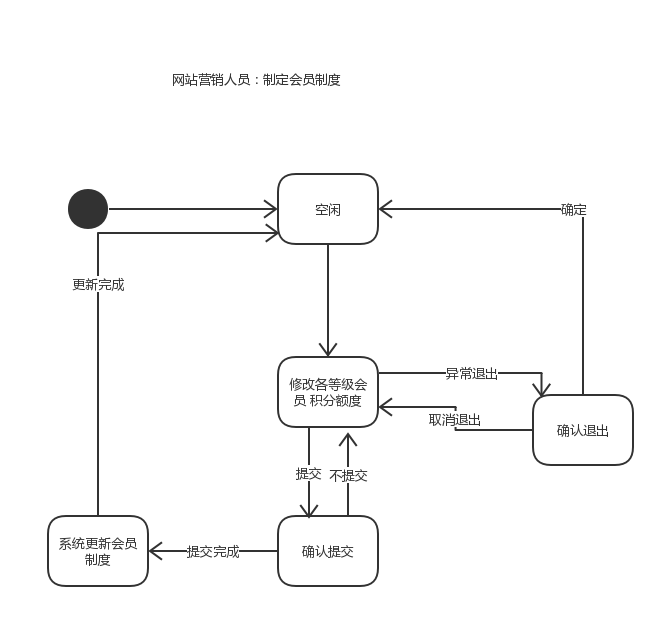 网站营销人员：制定会员制度
空闲
确定
更新完成
修改各等级会
员 积分额度
异常退出
取消退出
确认退出
提交
不提交
系统更新会员
制度
提交完成
确认提交